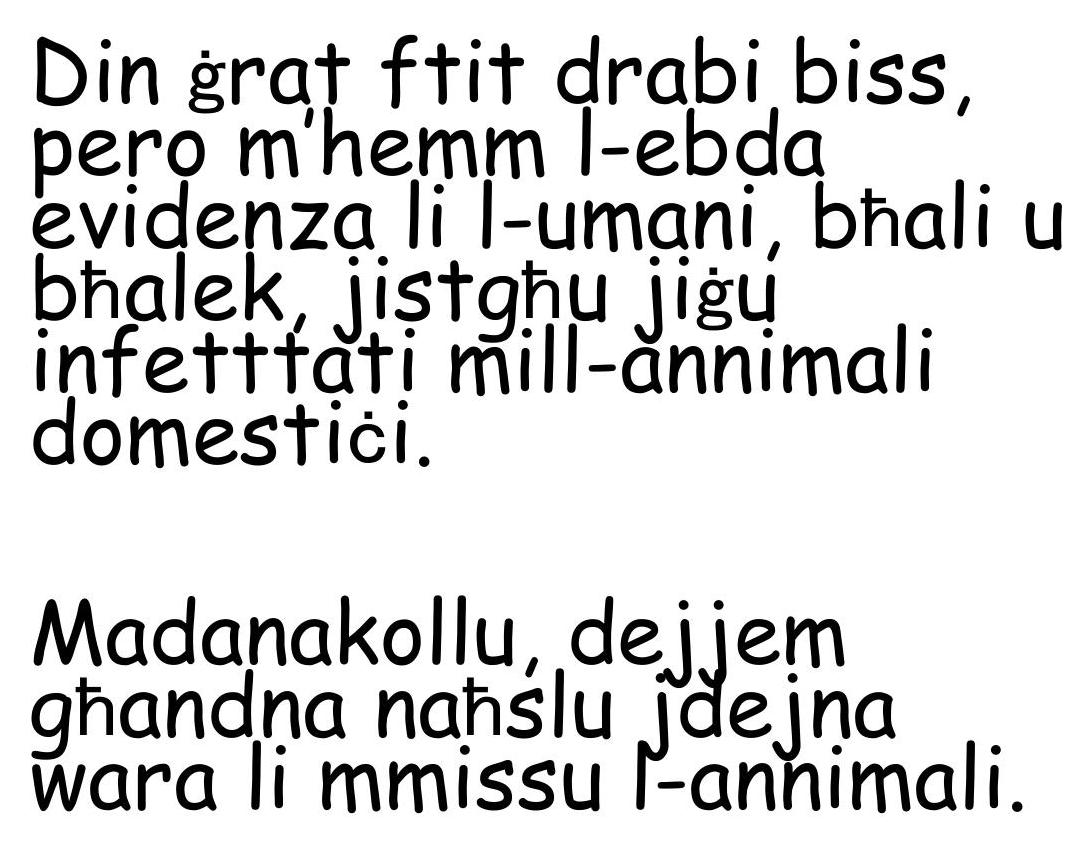 Din ġrat ftit drabi biss,
pero m'hemm l-ebda
evidenza li l-umani, bħali u
bħalek, jistgħu jiġu
infetttati mill-annimali
domestiċi.
Madanakollu, dejjem
għandna naħslu jdejna
wara li mmissu l-annimali.